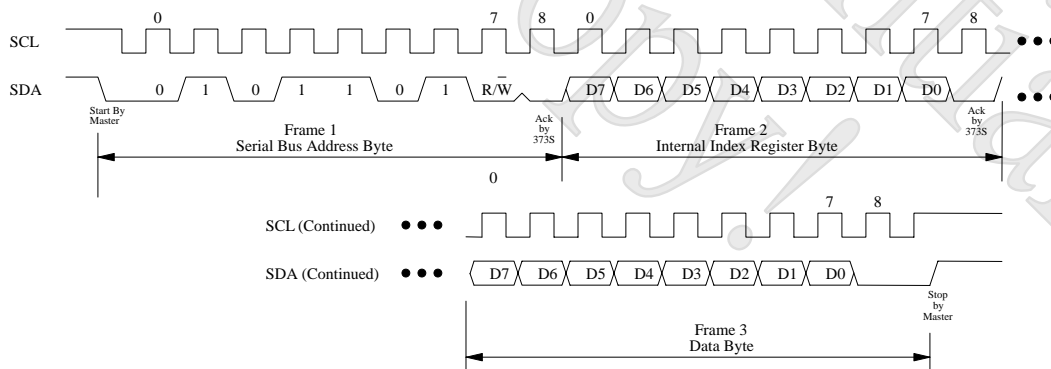 0 7 8 0 7 8
SCL
SDA 0 1 0 1 1 0 1 R/W̅ D7 D6 D5 D4 D3 D2 D1 D0
Start By
Master
Ack
by
373S
Ack
by
373S
Frame 1
Serial Bus Address Byte
Frame 2
Internal Index Register Byte
0 7 8
SCL (Continued)
SDA (Continued) D7 D6 D5 D4 D3 D2 D1 D0
Stop
by
Master
Frame 3
Data Byte